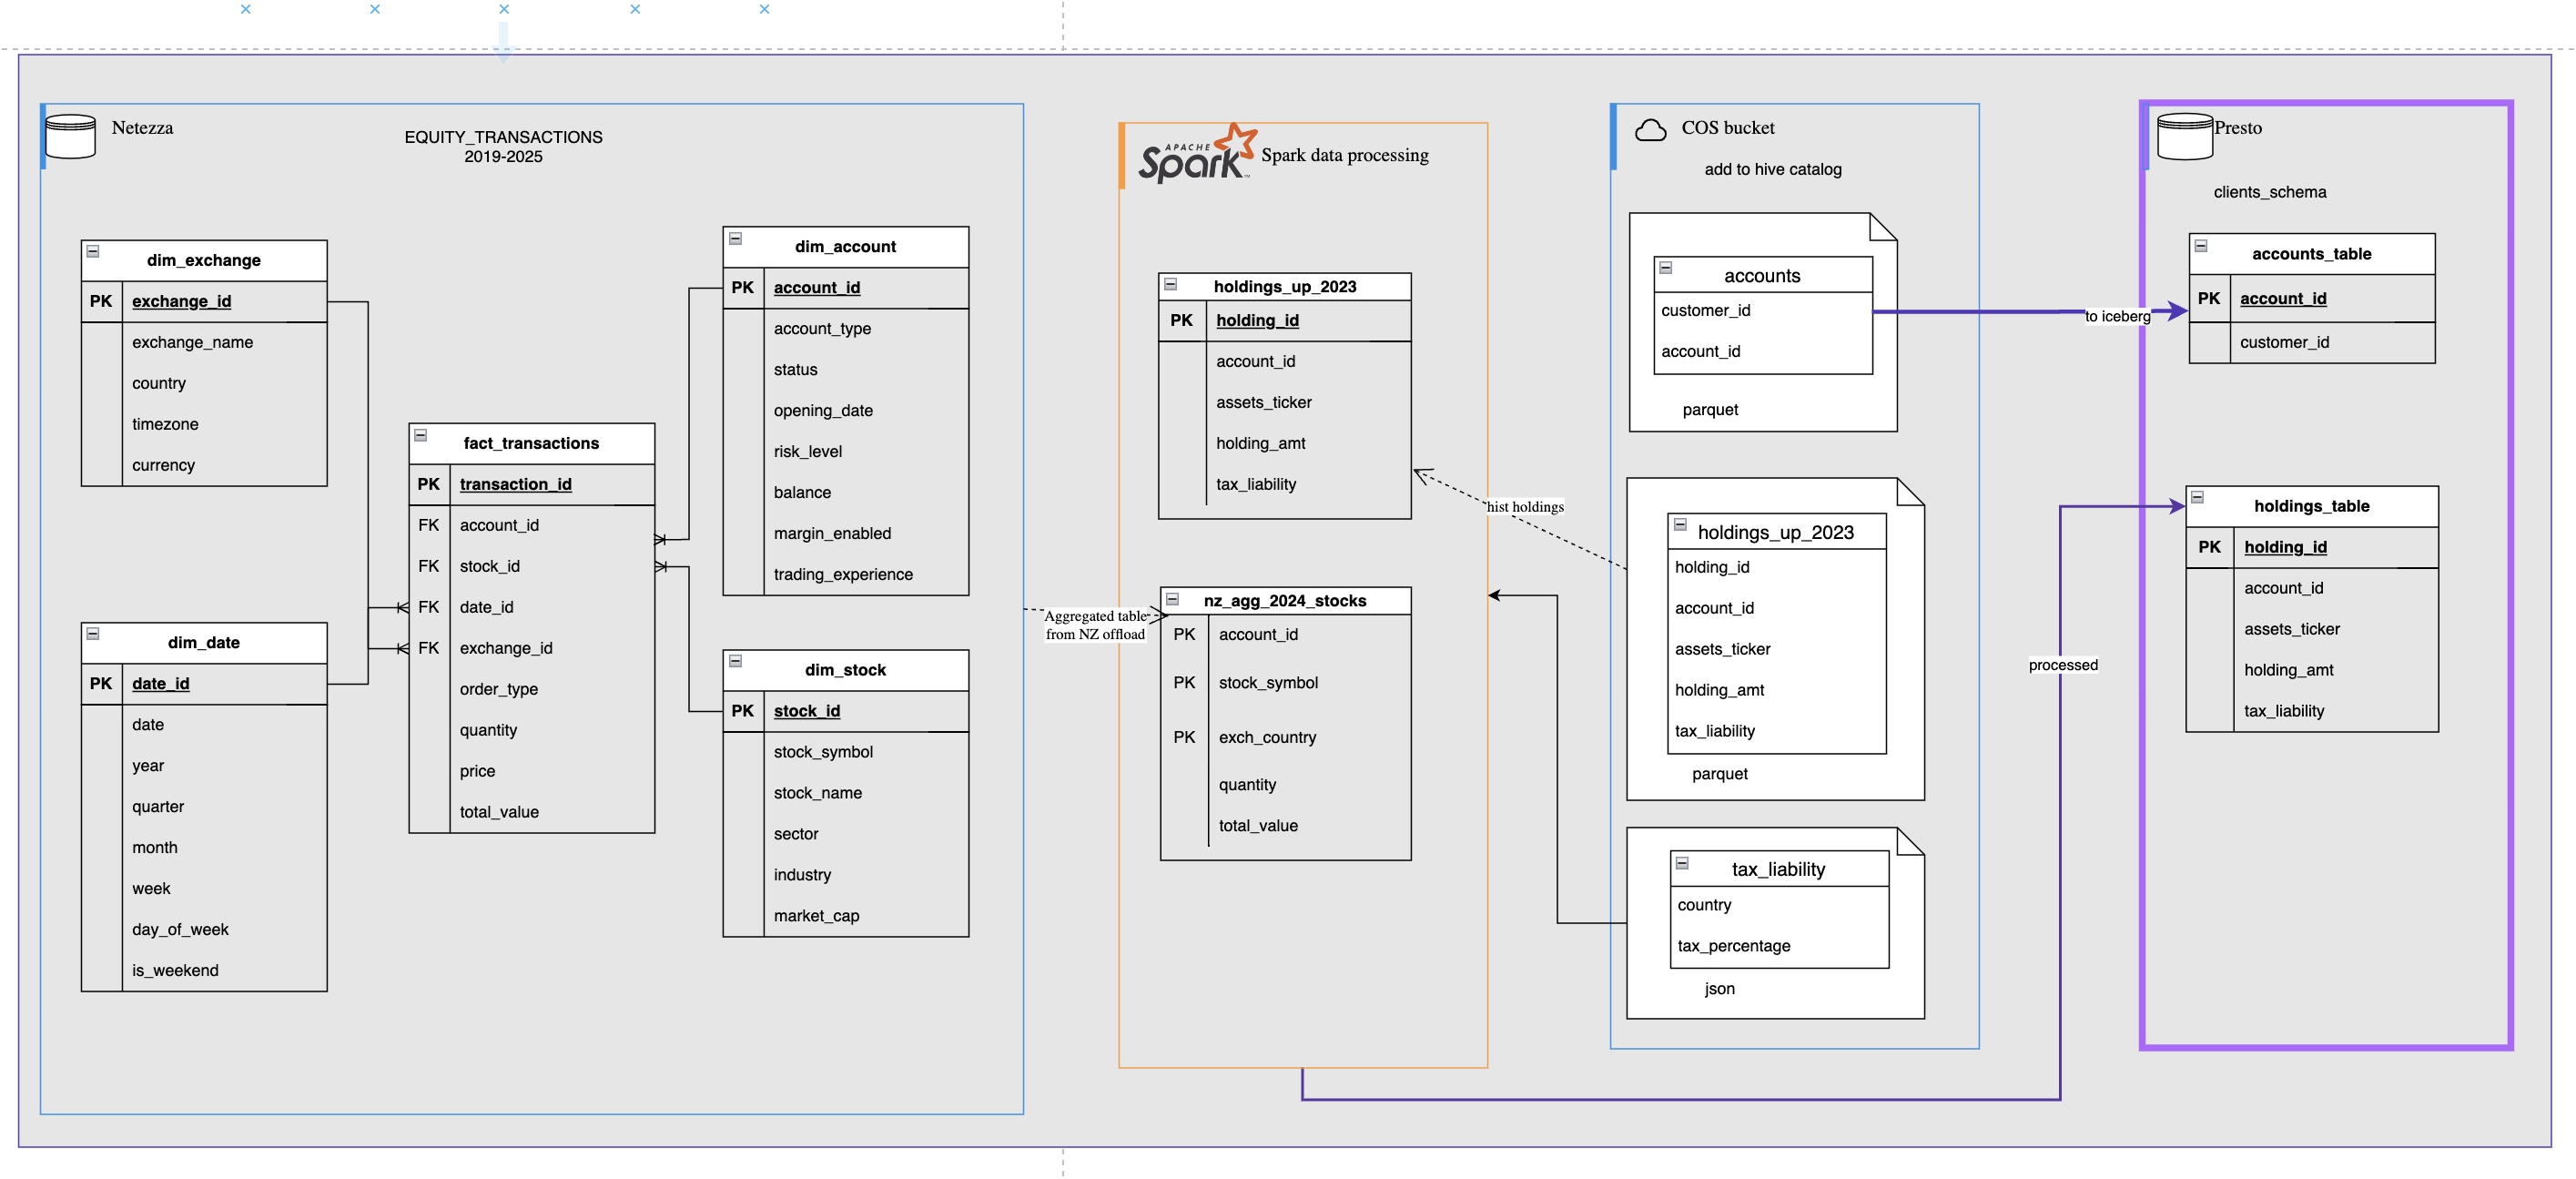 Netezza
EQUITY_TRANSACTIONS
2019-2025
dim_exchange
PK exchange_id
exchange_name
country
timezone
currency
dim_date
PK date_id
date
year
quarter
month
week
day_of_week
is_weekend
fact_transactions
PK transaction_id
FK account_id
FK stock_id
FK date_id
FK exchange_id
order_type
quantity
price
total_value
dim_account
PK account_id
account_type
status
opening_date
risk_level
balance
margin_enabled
trading_experience
dim_stock
PK stock_id
stock_symbol
stock_name
sector
industry
market_cap
Aggregated table
from NZ offload
APACHE
Spark™
Spark data processing
holdings_up_2023
PK holding_id
account_id
assets_ticker
holding_amt
tax_liability
nz_agg_2024_stocks
PK account_id
PK stock_symbol
PK exch_country
quantity
total_value
hist holdings
COS bucket
add to hive catalog
accounts
customer_id
account_id
parquet
holdings_up_2023
holding_id
account_id
assets_ticker
holding_amt
tax_liability
parquet
tax_liability
country
tax_percentage
json
to iceberg
processed
Presto
clients_schema
accounts_table
PK account_id
customer_id
holdings_table
PK holding_id
account_id
assets_ticker
holding_amt
tax_liability